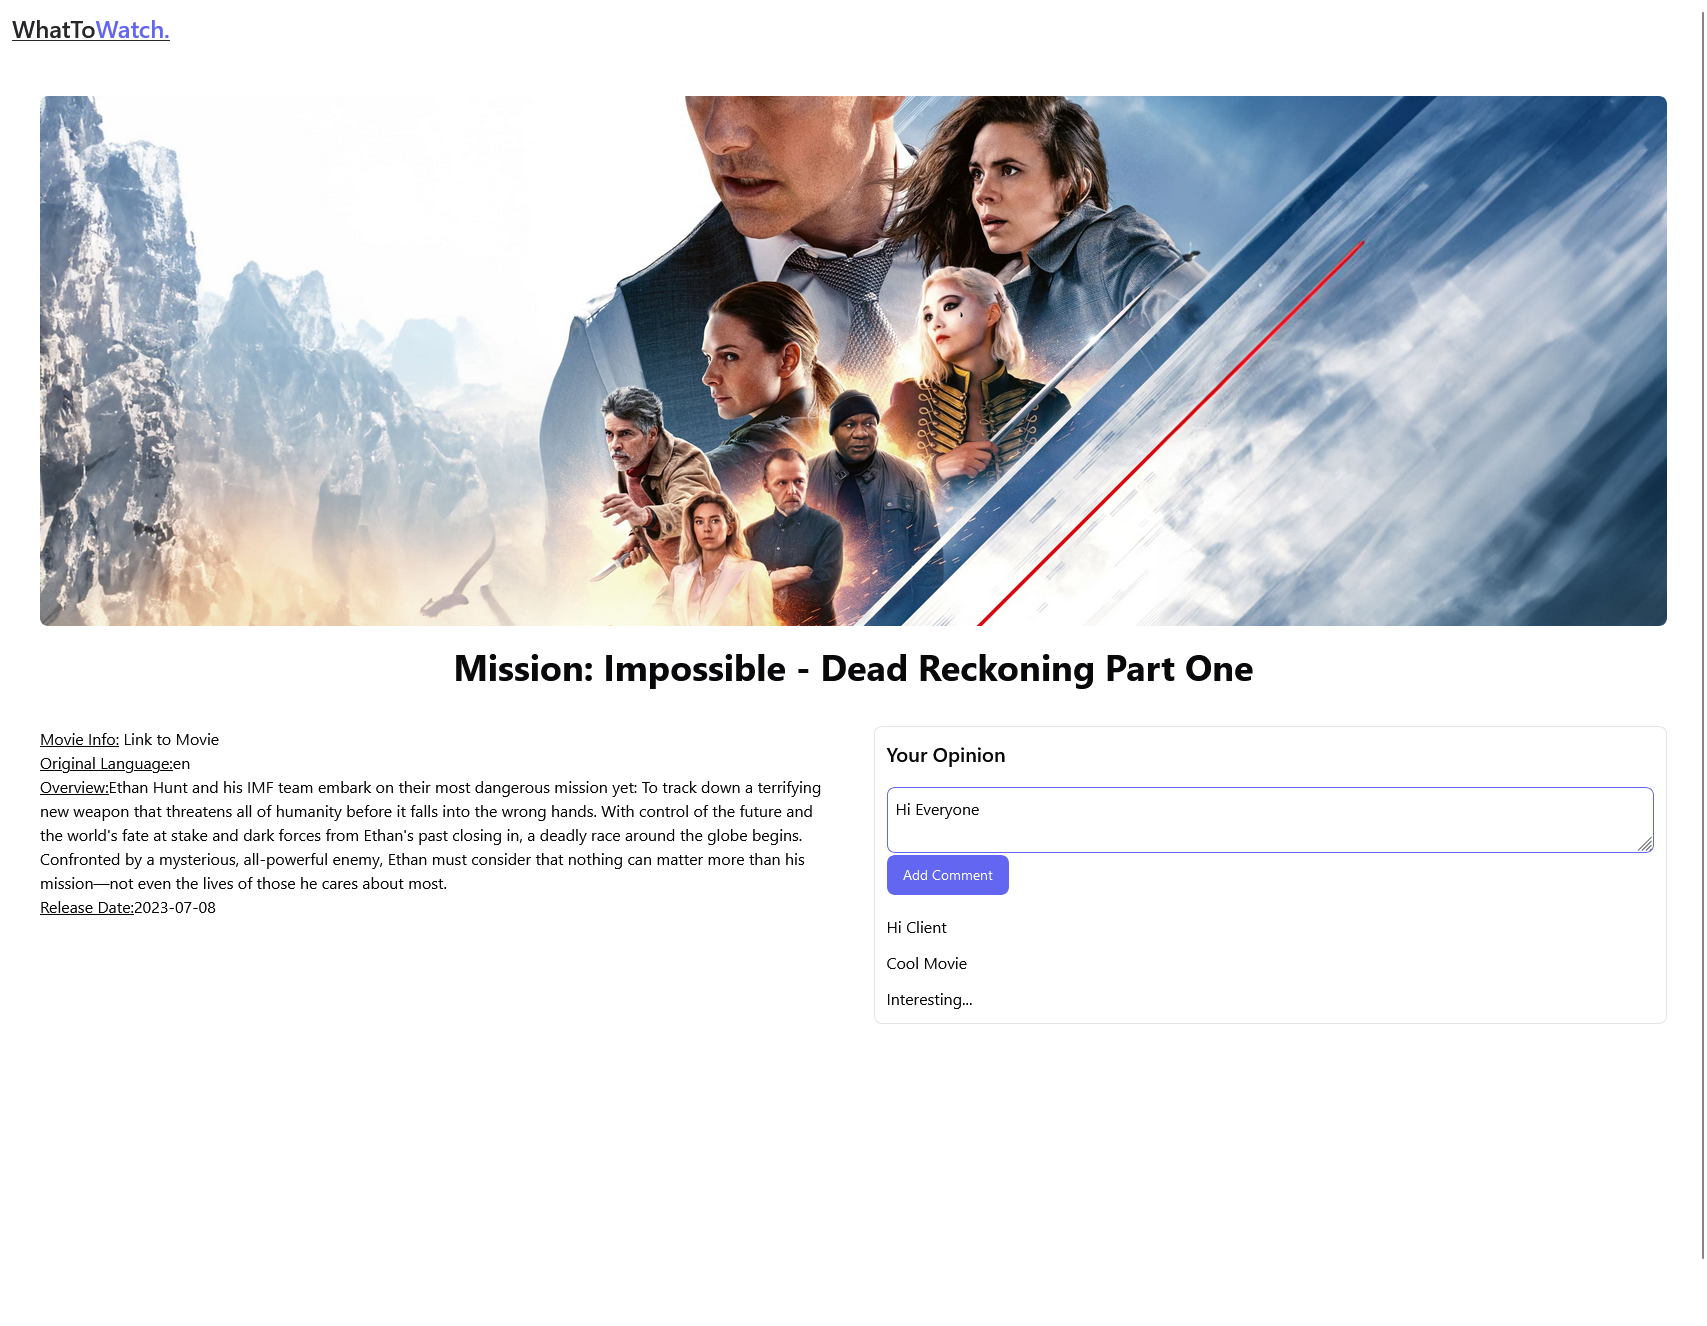 WhatToWatch.
Mission: Impossible - Dead Reckoning Part One
Movie Info: Link to Movie
Original Language:en
Overview:Ethan Hunt and his IMF team embark on their most dangerous mission yet: To track down a terrifying
new weapon that threatens all of humanity before it falls into the wrong hands. With control of the future and
the world's fate at stake and dark forces from Ethan's past closing in, a deadly race around the globe begins.
Confronted by a mysterious, all-powerful enemy, Ethan must consider that nothing can matter more than his
mission—not even the lives of those he cares about most.
Release Date:2023-07-08
Your Opinion
Hi Everyone
Add Comment
Hi Client
Cool Movie
Interesting...